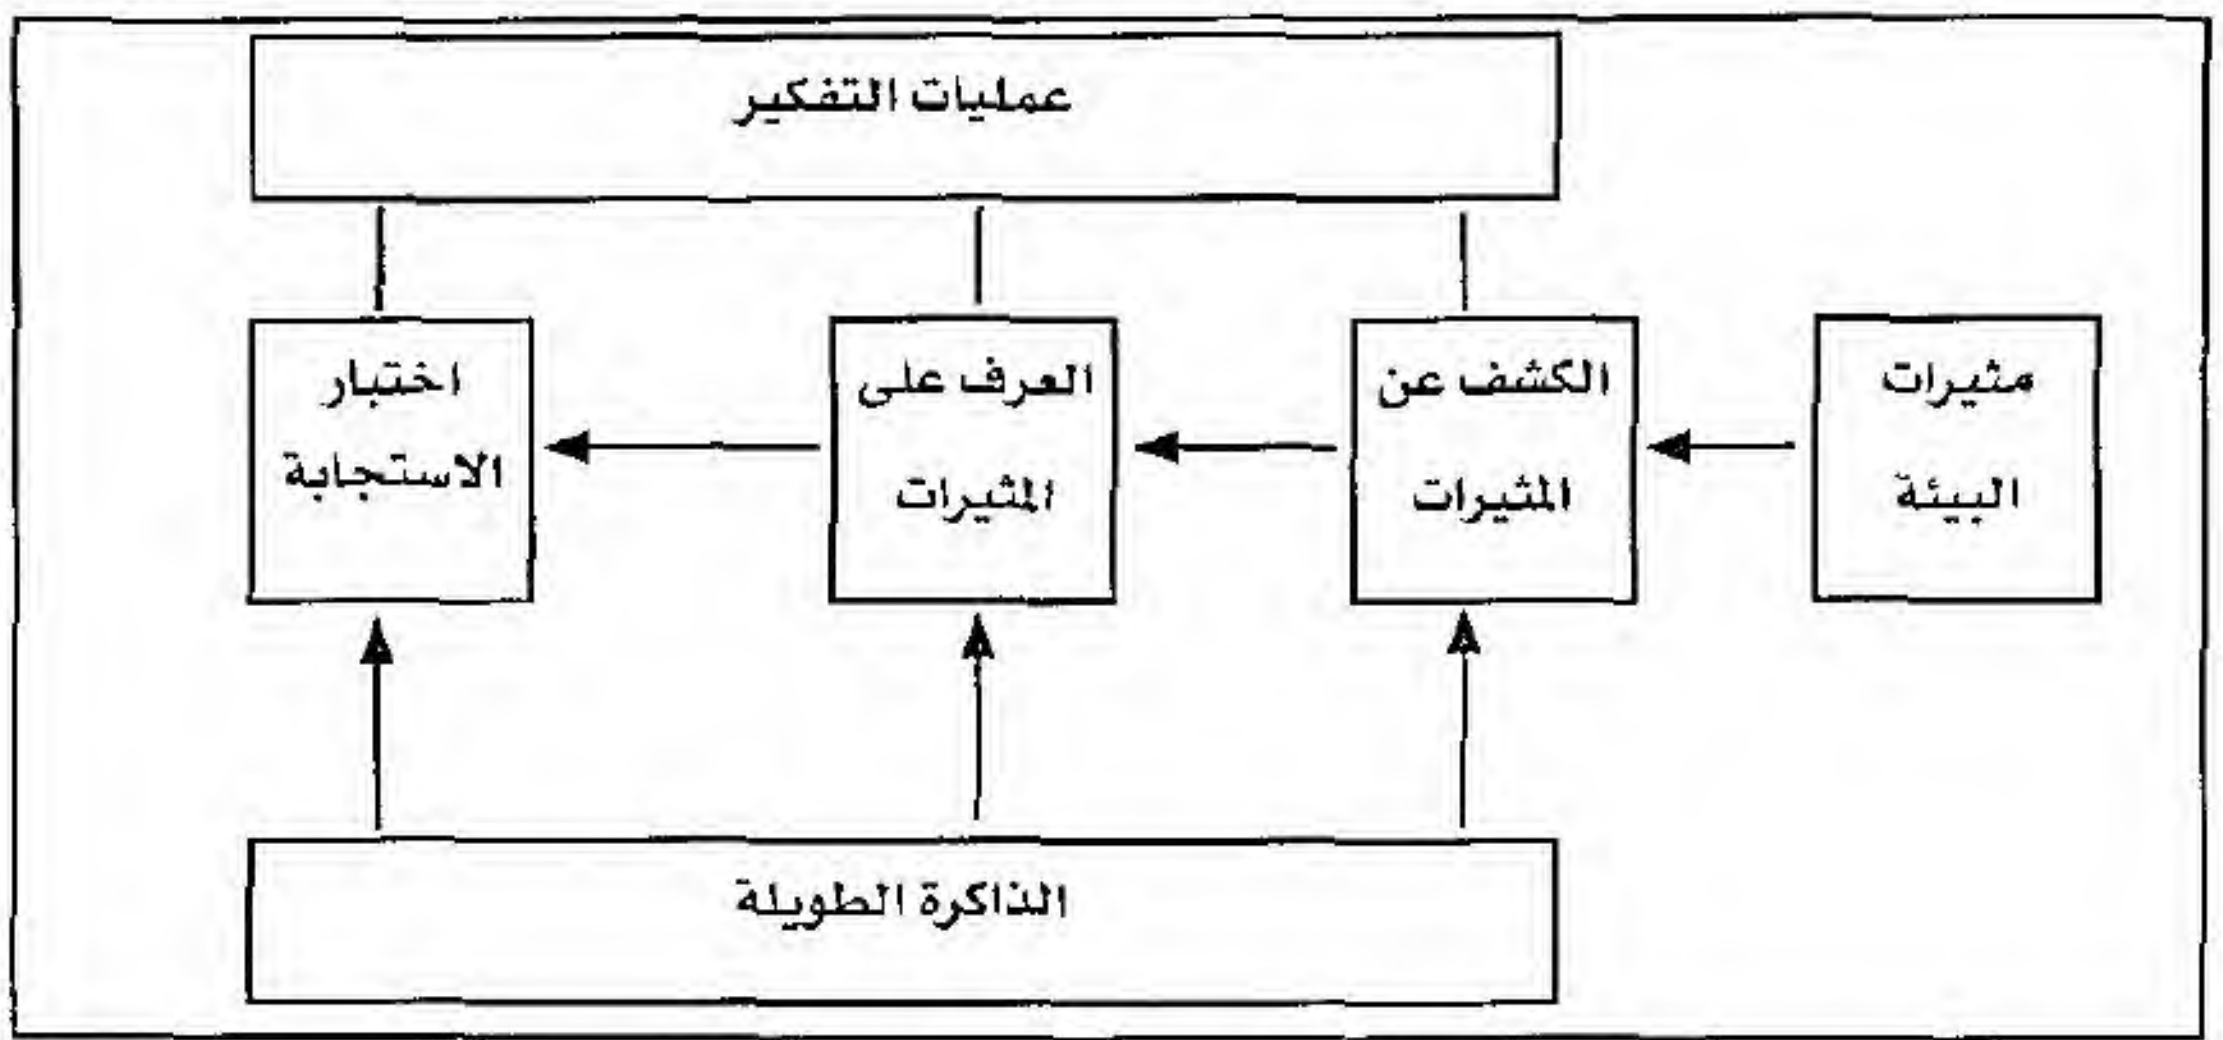 عمليات التفكير
مثيرات
البيئة
الكشف عن
المثيرات
العرف على
المثيرات
اختبار
الاستجابة
الذاكرة الطويلة